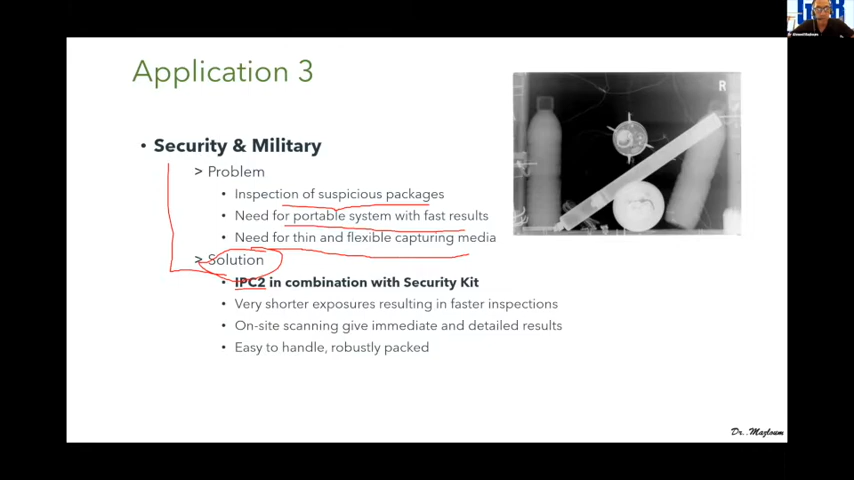 Application 3
R
• Security & Military
> Problem
• Inspection of suspicious packages
• Need for portable system with fast results
• Need for thin and flexible capturing media
> Solution
• IPC2 in combination with Security Kit
• Very shorter exposures resulting in faster inspections
• On-site scanning give immediate and detailed results
• Easy to handle, robustly packed
Dr. .Mazloum